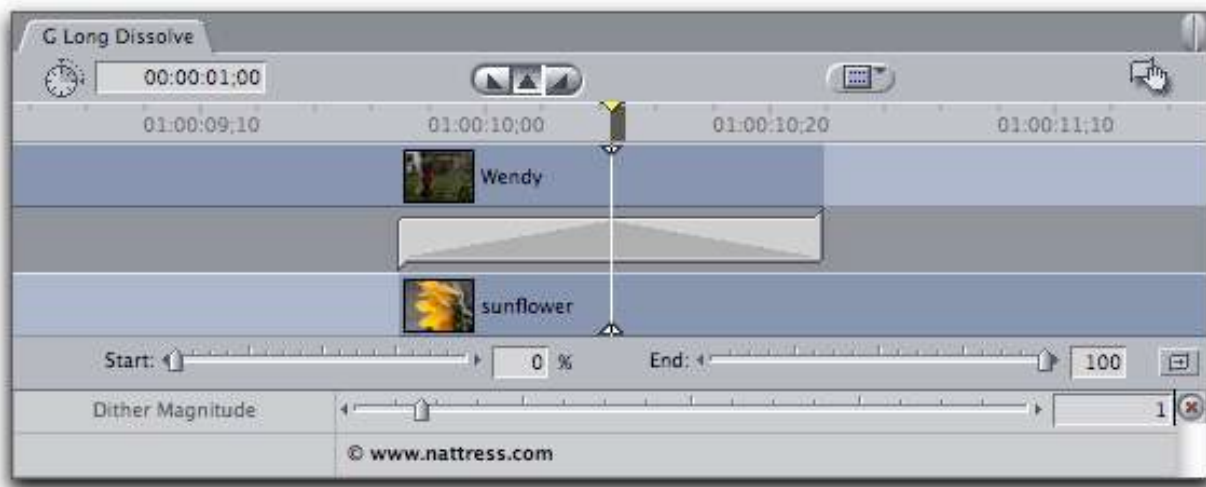 G Long Dissolve
00:00:01;00
01:00:09;10 01:00:10;00 01:00:10;20 01:00:11;10
Wendy
sunflower
Start: 0 % End: 100
Dither Magnitude 1
© www.nattress.com